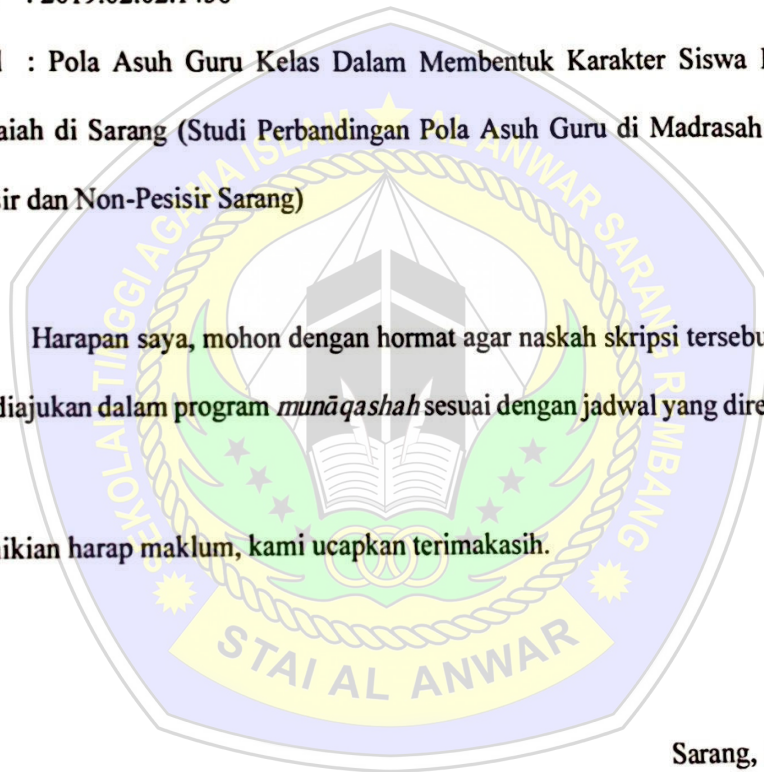 : Pola Asuh Guru Kelas Dalam Membentuk Karakter Siswa
aiah di Sarang (Studi Perbandingan Pola Asuh Guru di Madrasah
sir dan Non-Pesisir Sarang)
Harapan saya, mohon dengan hormat agar naskah skripsi tersebu
diajukan dalam program munāqashah sesuai dengan jadwal yang dire
nikian harap maklum, kami ucapkan terimakasih.
SEKOLAH TINGGI AGAMA ISLAM AL ANWAR SARANG REMBANG
STAI AL ANWAR
Sarang,